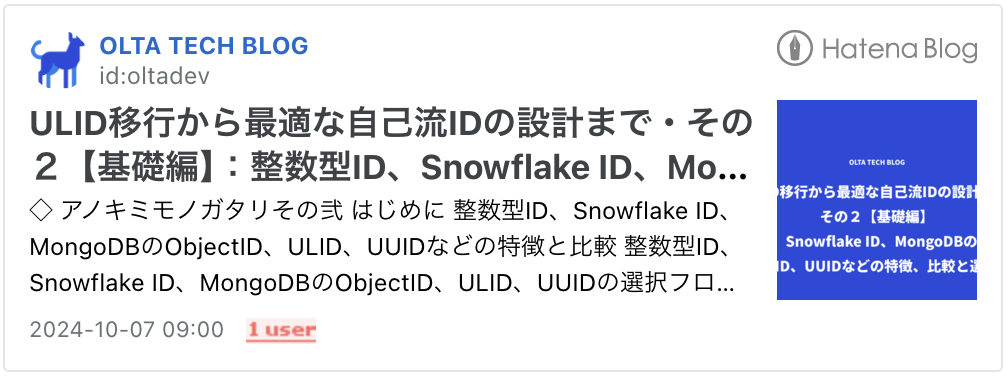 OLTA TECH BLOG
id:oltadev
Hatena Blog
ULID移行から最適な自己流IDの設計まで・その
2【基礎編】:整数型ID、Snowflake ID、Mo...
◇ アノキミモノガタリその弐 はじめに 整数型ID、Snowflake ID、
MongoDBのObjectID、ULID、UUIDなどの特徴と比較 整数型ID、
Snowflake ID、MongoDBのObjectID、ULID、UUIDの選択フロ...
2024-10-07 09:00 1 user
OLTA TECH BLOG
移行から最適な自己流IDの設計
その2【基礎編】
Snowflake ID、MongoDBの
ID、UUIDなどの特徴、比較と